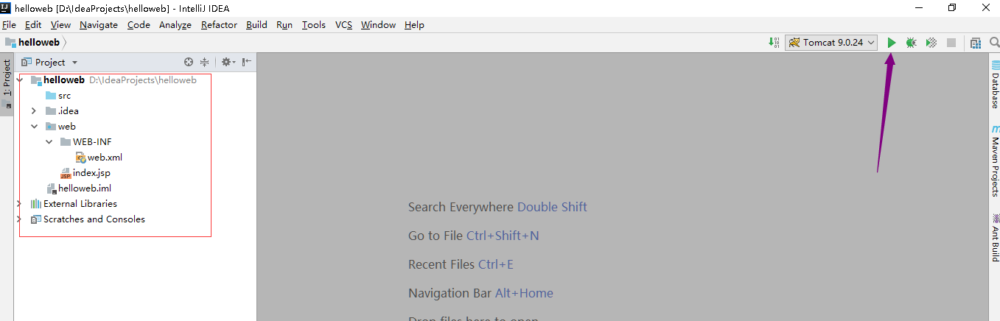 helloweb [D:\IdeaProjects\helloweb] - IntelliJ IDEA
File Edit View Navigate Code Analyze Refactor Build Run Tools VCS Window Help
helloweb Tomcat 9.0.24
1: Project
Project
helloweb D:\IdeaProjects\helloweb
src
.idea
web
WEB-INF
web.xml
JSP index.jsp
helloweb.iml
External Libraries
Scratches and Consoles
Search Everywhere Double Shift
Go to File Ctrl+Shift+N
Recent Files Ctrl+E
Navigation Bar Alt+Home
Drop files here to open
Database
Maven Projects
Ant Build